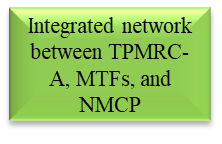 Integrated network
between TPMRC-
A, MTFs, and
NMCP